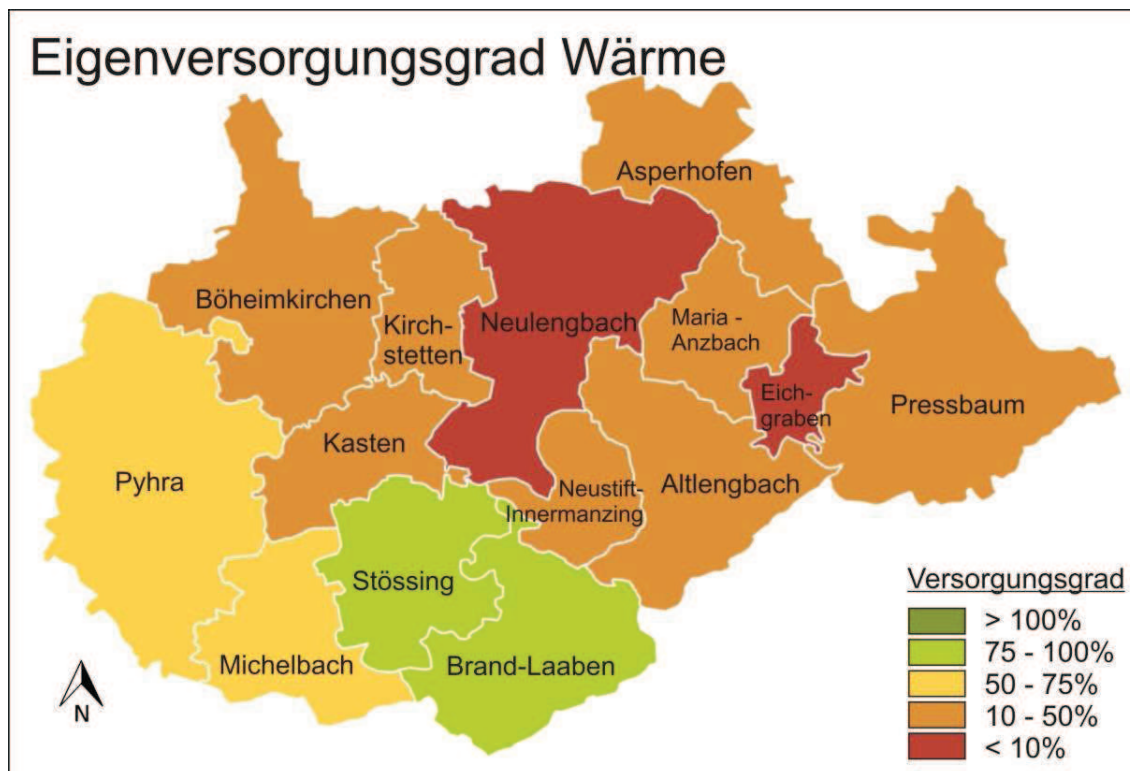 Eigenversorgungsgrad Wärme
Asperhofen
Böheimkirchen
Kirch-
stetten
Neulengbach
Maria -
Anzbach
Eich-
graben
Pressbaum
Kasten
Pyhra
Neustift-
Innermanzing
Altlengbach
Stössing
Michelbach
Brand-Laaben
N
Versorgungsgrad
> 100%
75 - 100%
50 - 75%
10 - 50%
< 10%